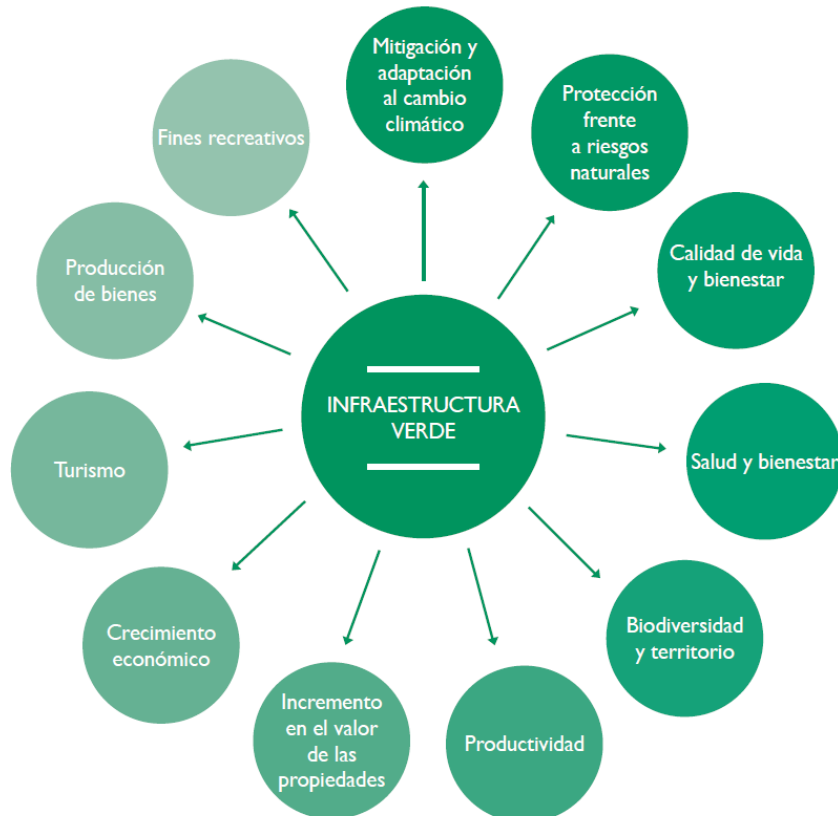 Mitigación y
adaptación
al cambio
climático
Protección
frente
a riesgos
naturales
Calidad de vida
y bienestar
Salud y bienestar
Biodiversidad
y territorio
Productividad
Incremento
en el valor
de las
propiedades
Crecimiento
económico
Turismo
Producción
de bienes
Fines recreativos
INFRAESTRUCTURA
VERDE